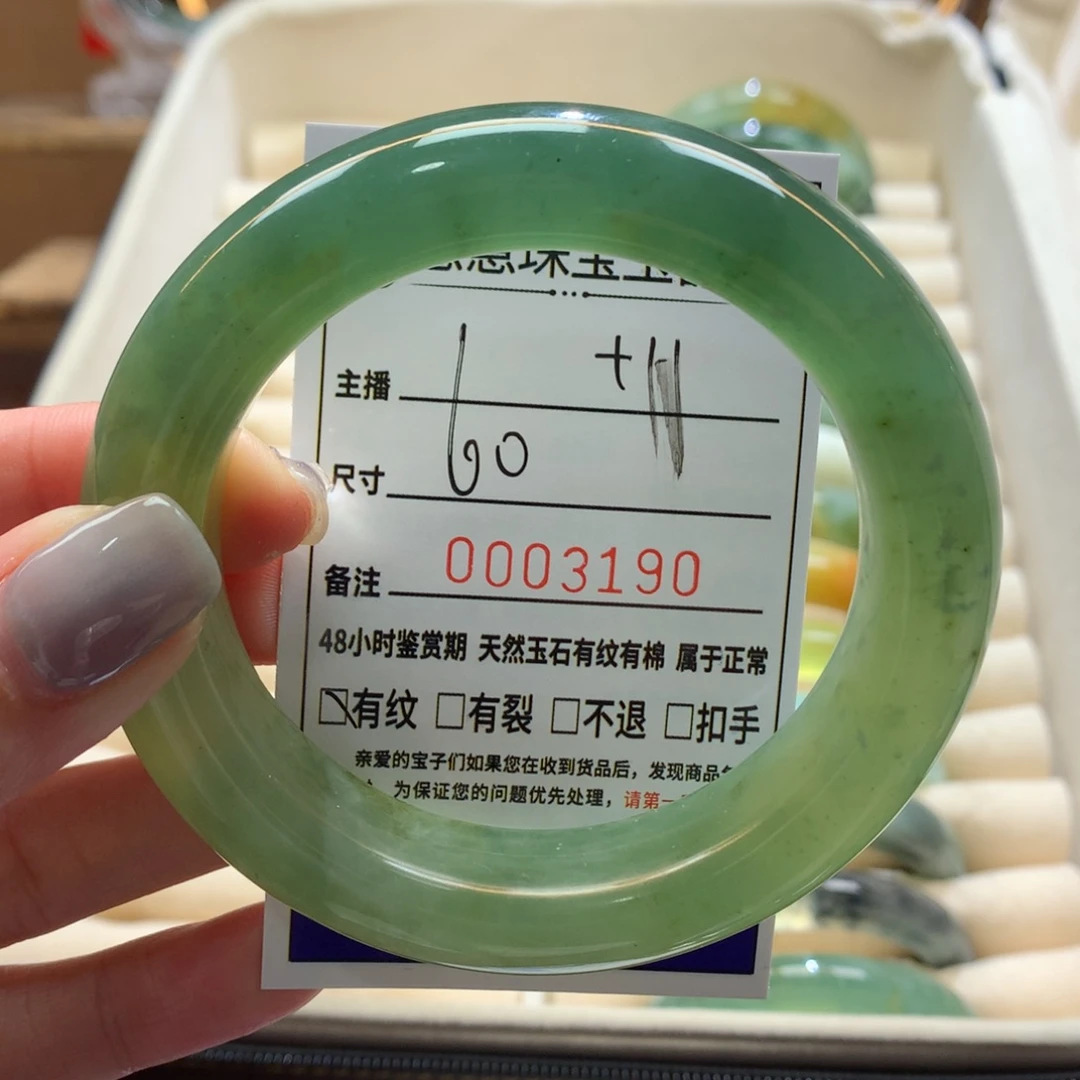 珠宝玉
主播
尺寸 60
备注 0003190
48小时鉴赏期 天然玉石有纹有棉 属于正常
有纹 □有裂 □不退 □扣手
亲爱的宝子们如果您在收到货品后，发现商品
为保证您的问题优先处理，请第一